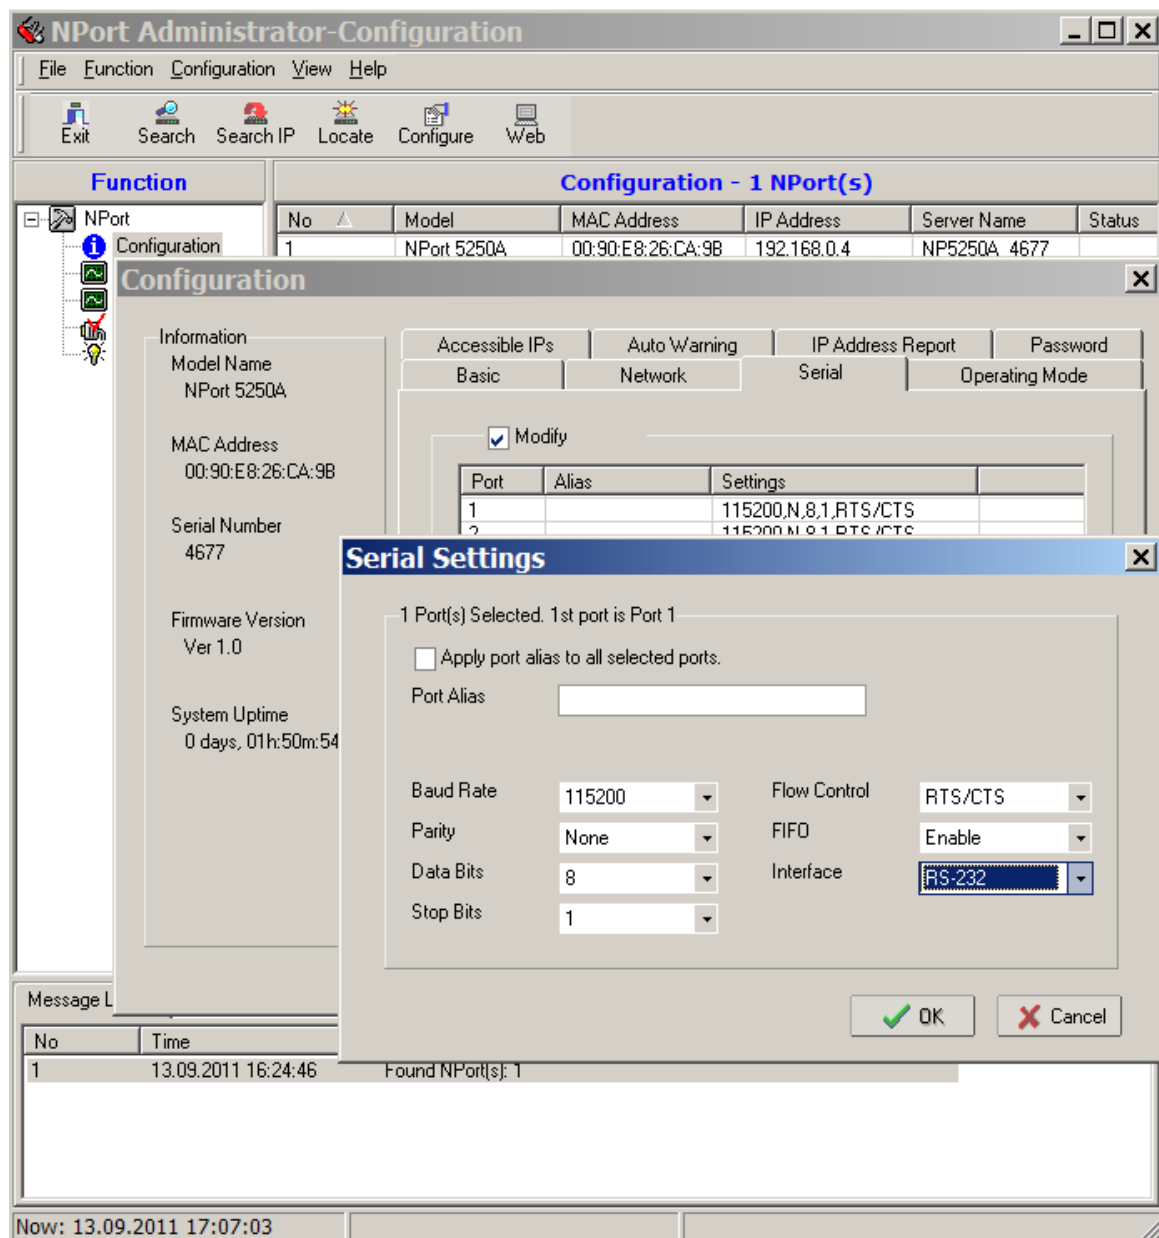 NPort Administrator-Configuration
File Function Configuration View Help
Exit Search Search IP Locate Configure Web
Function
Configuration - 1 NPort(s)
NPort
Configuration
No Model MAC Address IP Address Server Name Status
1 NPort 5250A 00:90:E8:26:CA:9B 192.168.0.4 NP5250A_4677
Configuration
Information
Model Name
NPort 5250A
MAC Address
00:90:E8:26:CA:9B
Serial Number
4677
Firmware Version
Ver 1.0
System Uptime
0 days, 01h:50m:54
Accessible IPs Auto Warning IP Address Report Password
Basic Network Serial Operating Mode
Modify
Port Alias Settings
1 115200,N,8,1,RTS/CTS
2 115200,N,8,1,RTS/CTS
Serial Settings
1 Port(s) Selected. 1st port is Port 1
Apply port alias to all selected ports.
Port Alias
Baud Rate 115200 Flow Control RTS/CTS
Parity None FIFO Enable
Data Bits 8 Interface RS-232
Stop Bits 1
OK Cancel
Message L
No Time
1 13.09.2011 16:24:46 Found NPort(s): 1
Now: 13.09.2011 17:07:03